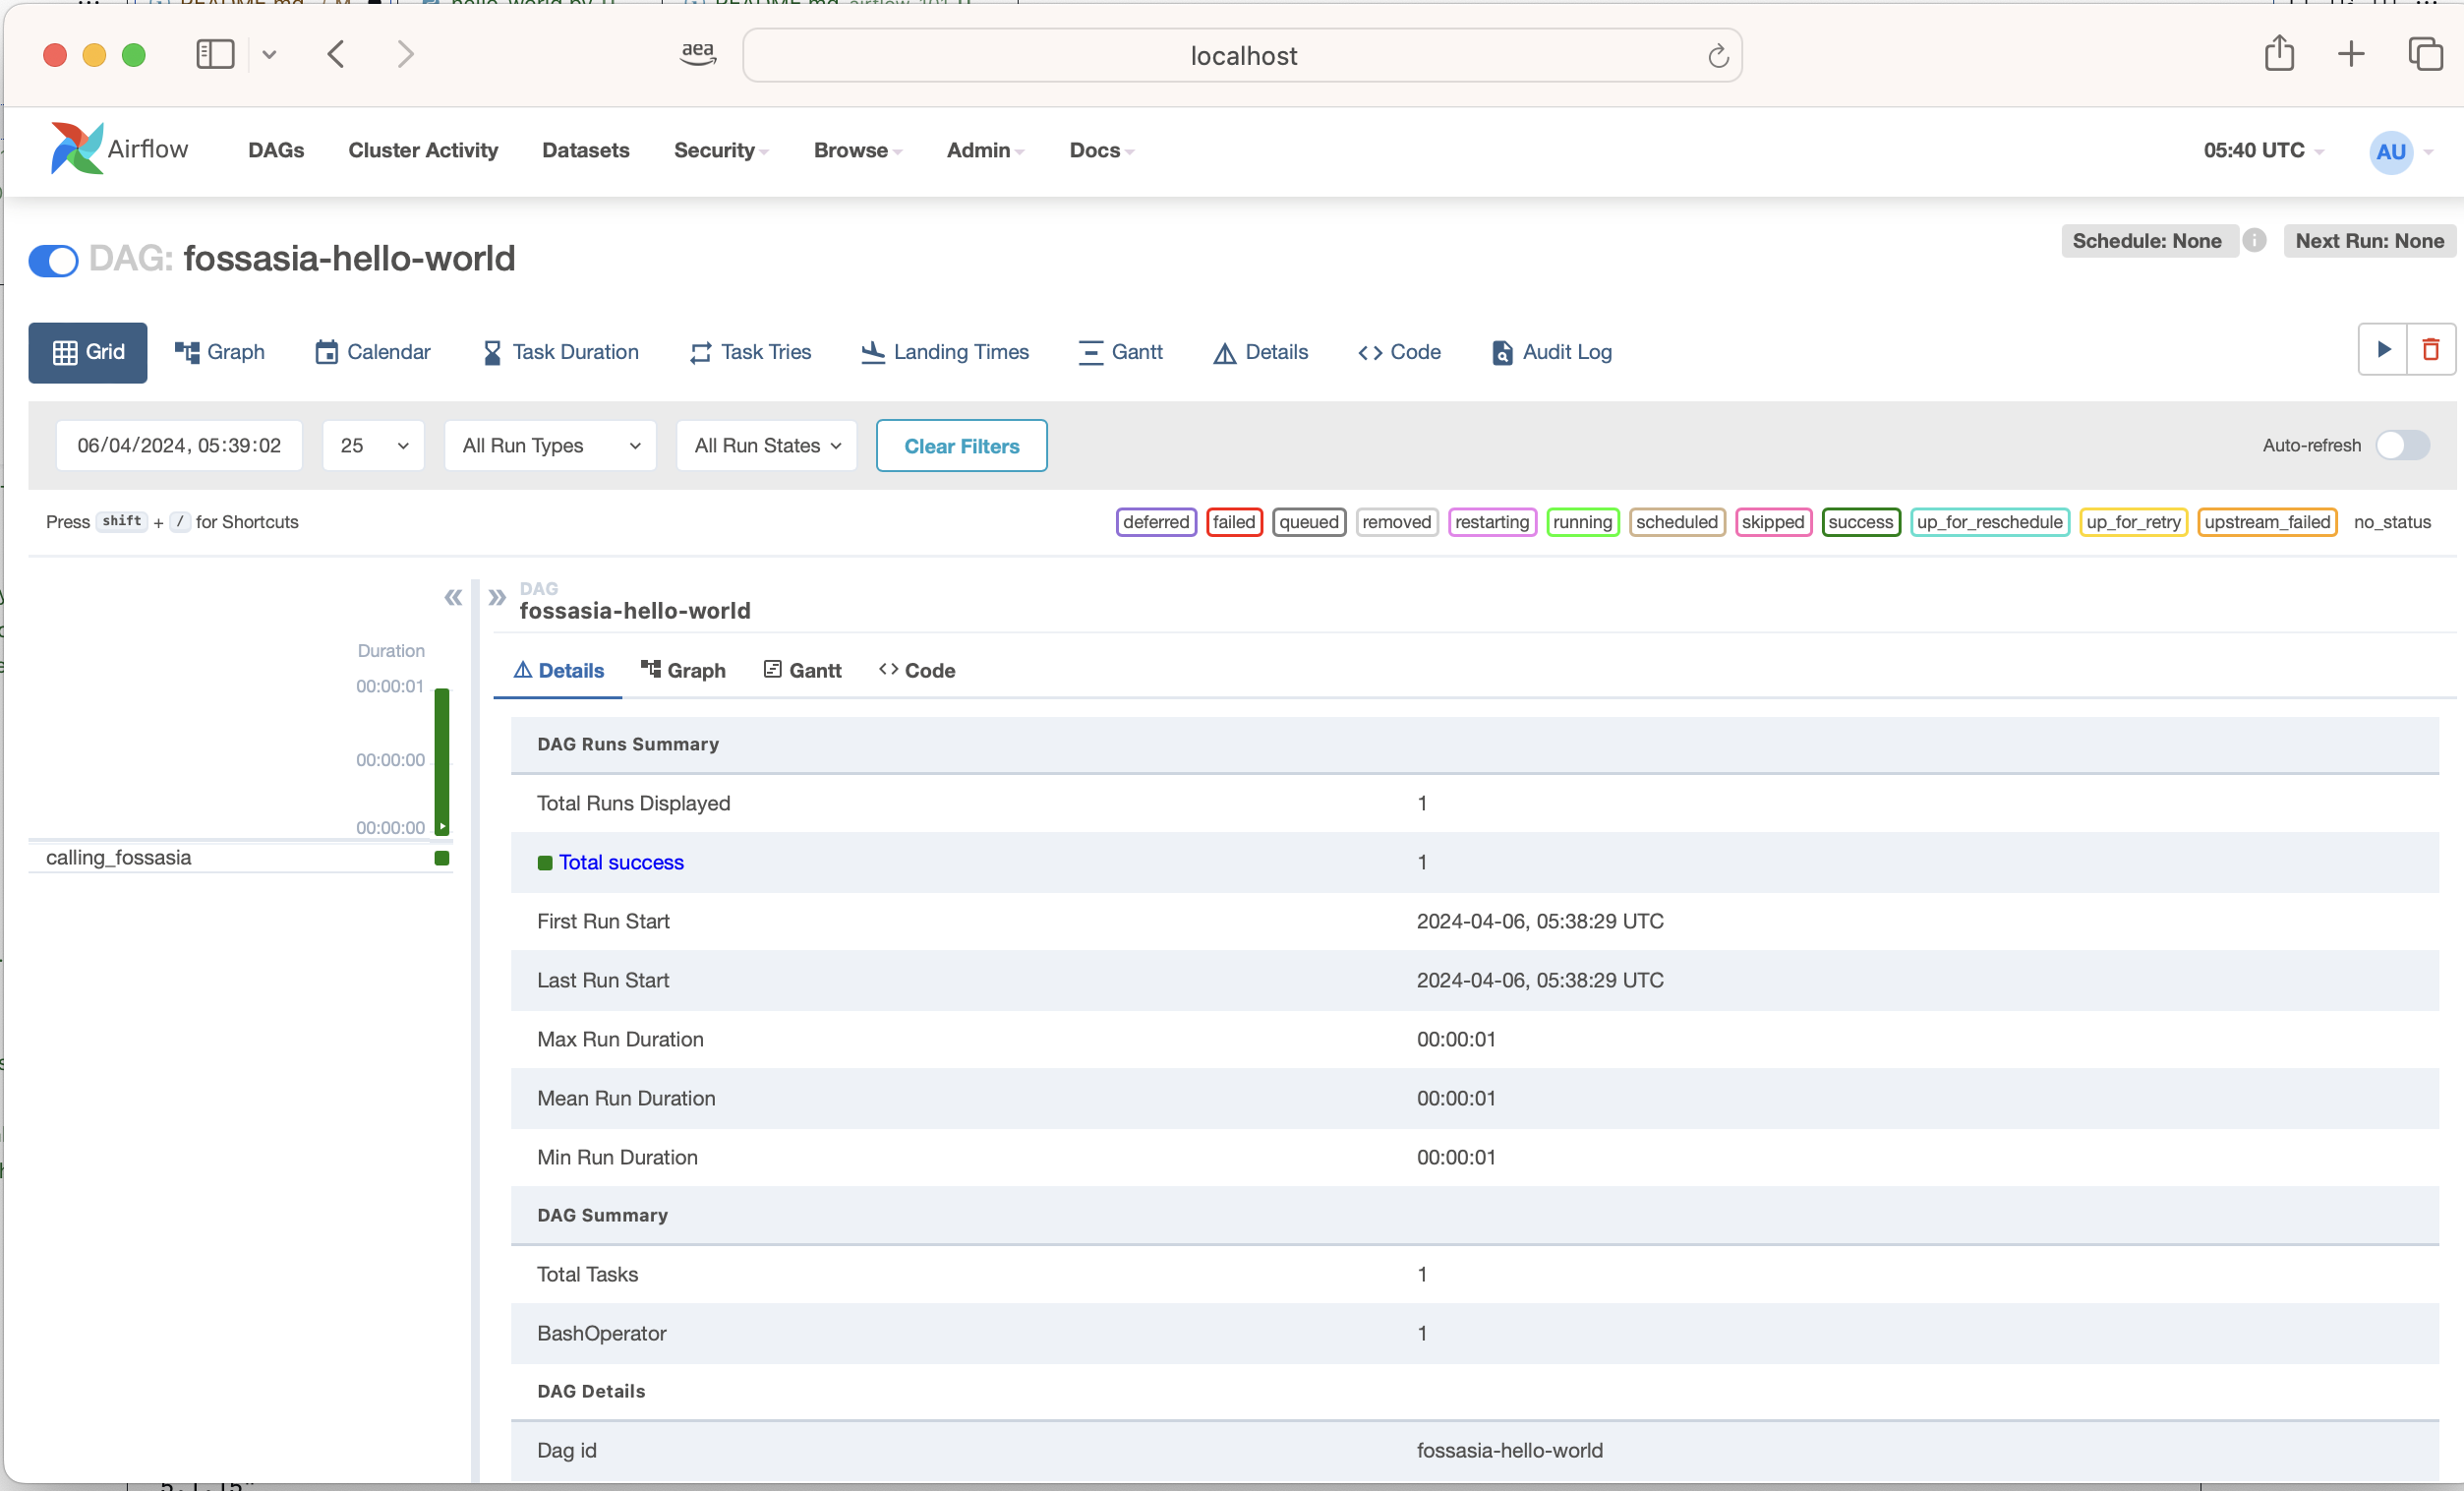 README.md
hello_world.py U
README.md airflow_101 U
aea
localhost
Airflow DAGs Cluster Activity Datasets Security Browse Admin Docs 05:40 UTC AU
DAG: fossasia-hello-world Schedule: None i Next Run: None
Grid Graph Calendar Task Duration Task Tries Landing Times Gantt Details <> Code Audit Log
06/04/2024, 05:39:02 25 All Run Types All Run States Clear Filters Auto-refresh
Press shift + / for Shortcuts deferred failed queued removed restarting running scheduled skipped success up_for_reschedule up_for_retry upstream_failed no_status
« » DAG
fossasia-hello-world
Duration
00:00:01
00:00:00
00:00:00
calling_fossasia
Details Graph Gantt <> Code
DAG Runs Summary
Total Runs Displayed 1
Total success 1
First Run Start 2024-04-06, 05:38:29 UTC
Last Run Start 2024-04-06, 05:38:29 UTC
Max Run Duration 00:00:01
Mean Run Duration 00:00:01
Min Run Duration 00:00:01
DAG Summary
Total Tasks 1
BashOperator 1
DAG Details
Dag id fossasia-hello-world